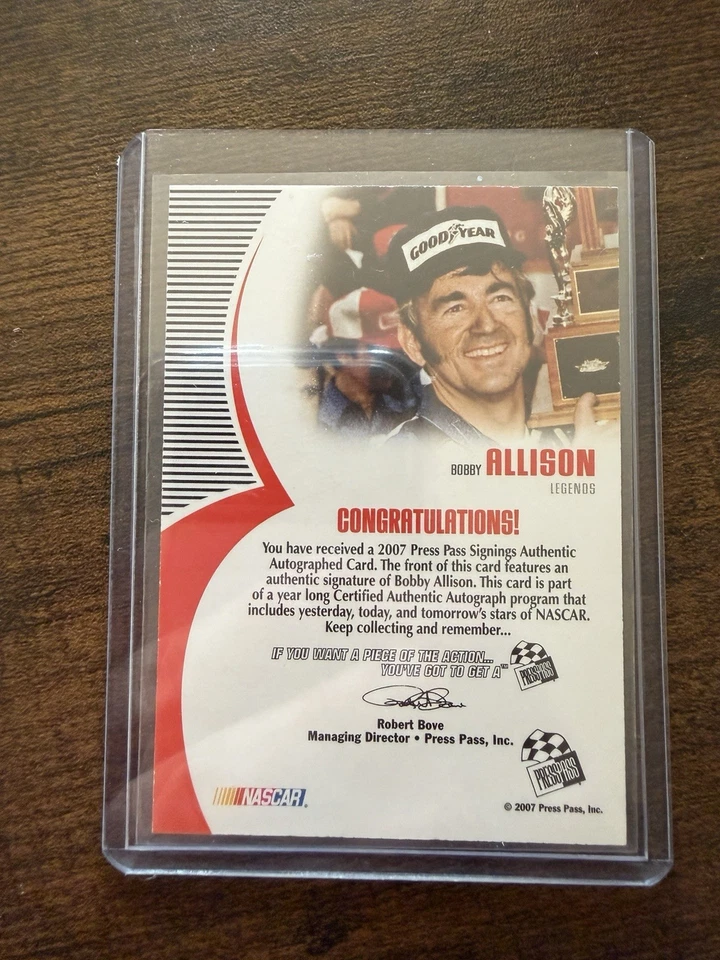 GOOD YEAR
BOBBY ALLISON
LEGENDS
CONGRATULATIONS!
You have received a 2007 Press Pass Signings Authentic
Autographed Card. The front of this card features an
authentic signature of Bobby Allison. This card is part
of a year long Certified Authentic Autograph program that
includes yesterday, today, and tomorrow's stars of NASCAR.
Keep collecting and remember...
IF YOU WANT A PIECE OF THE ACTION...
YOU'VE GOT TO GET A™
PRESS PASS
Robert Bove
Managing Director • Press Pass, Inc.
PRESS PASS
NASCAR®
© 2007 Press Pass, Inc.